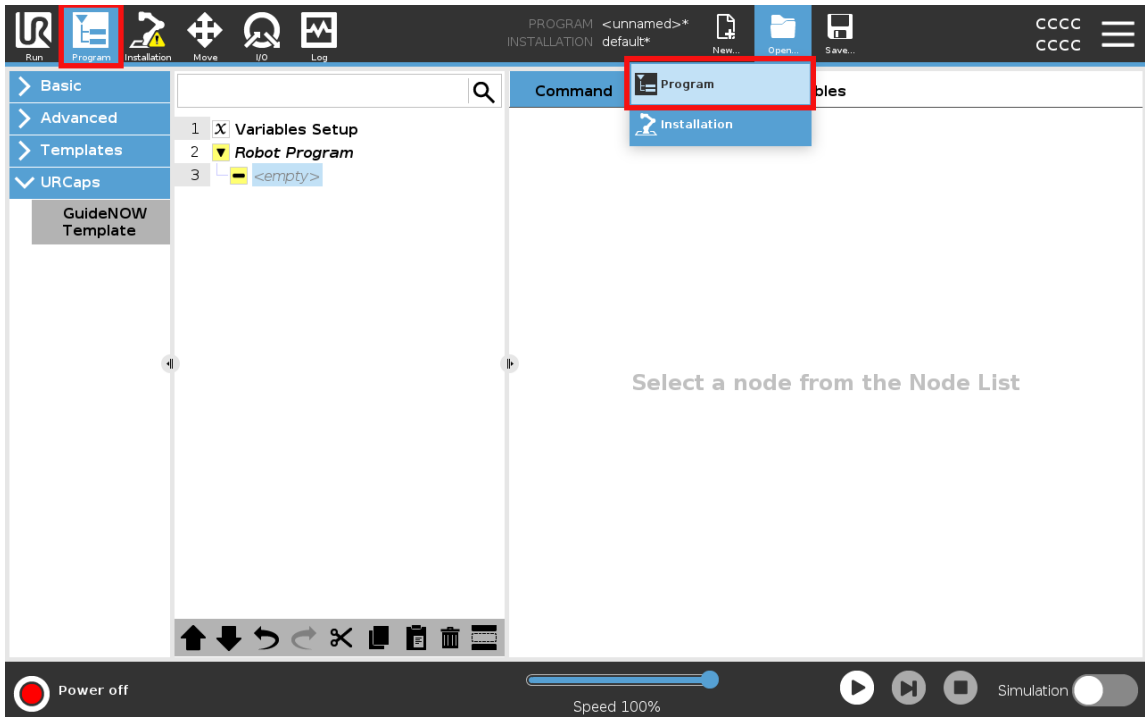 UR
PROGRAM <unnamed>*
INSTALLATION default*
CCCC
CCCC
Run
Program
Installation
Move
I/O
Log
New...
Open...
Save...
Basic
Advanced
Templates
URCaps
GuideNOW
Template
1 x Variables Setup
2 Robot Program
3 <empty>
Command
bles
Program
Installation
Select a node from the Node List
Power off
Speed 100%
Simulation